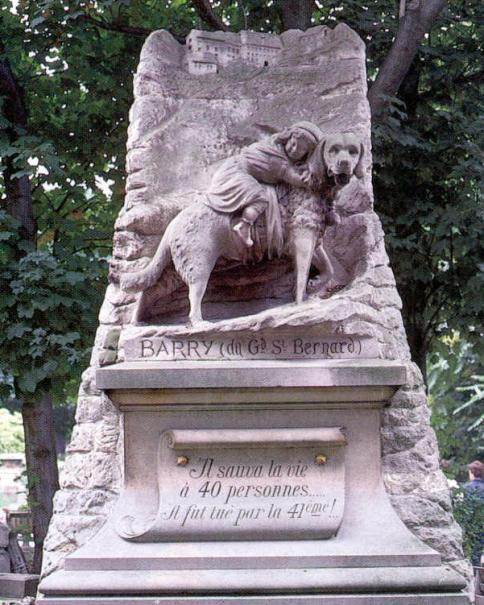 BARRY (du Gd St Bernard)
Il sauva la vie
à 40 personnes.....
Il fut tué par la 41ème!